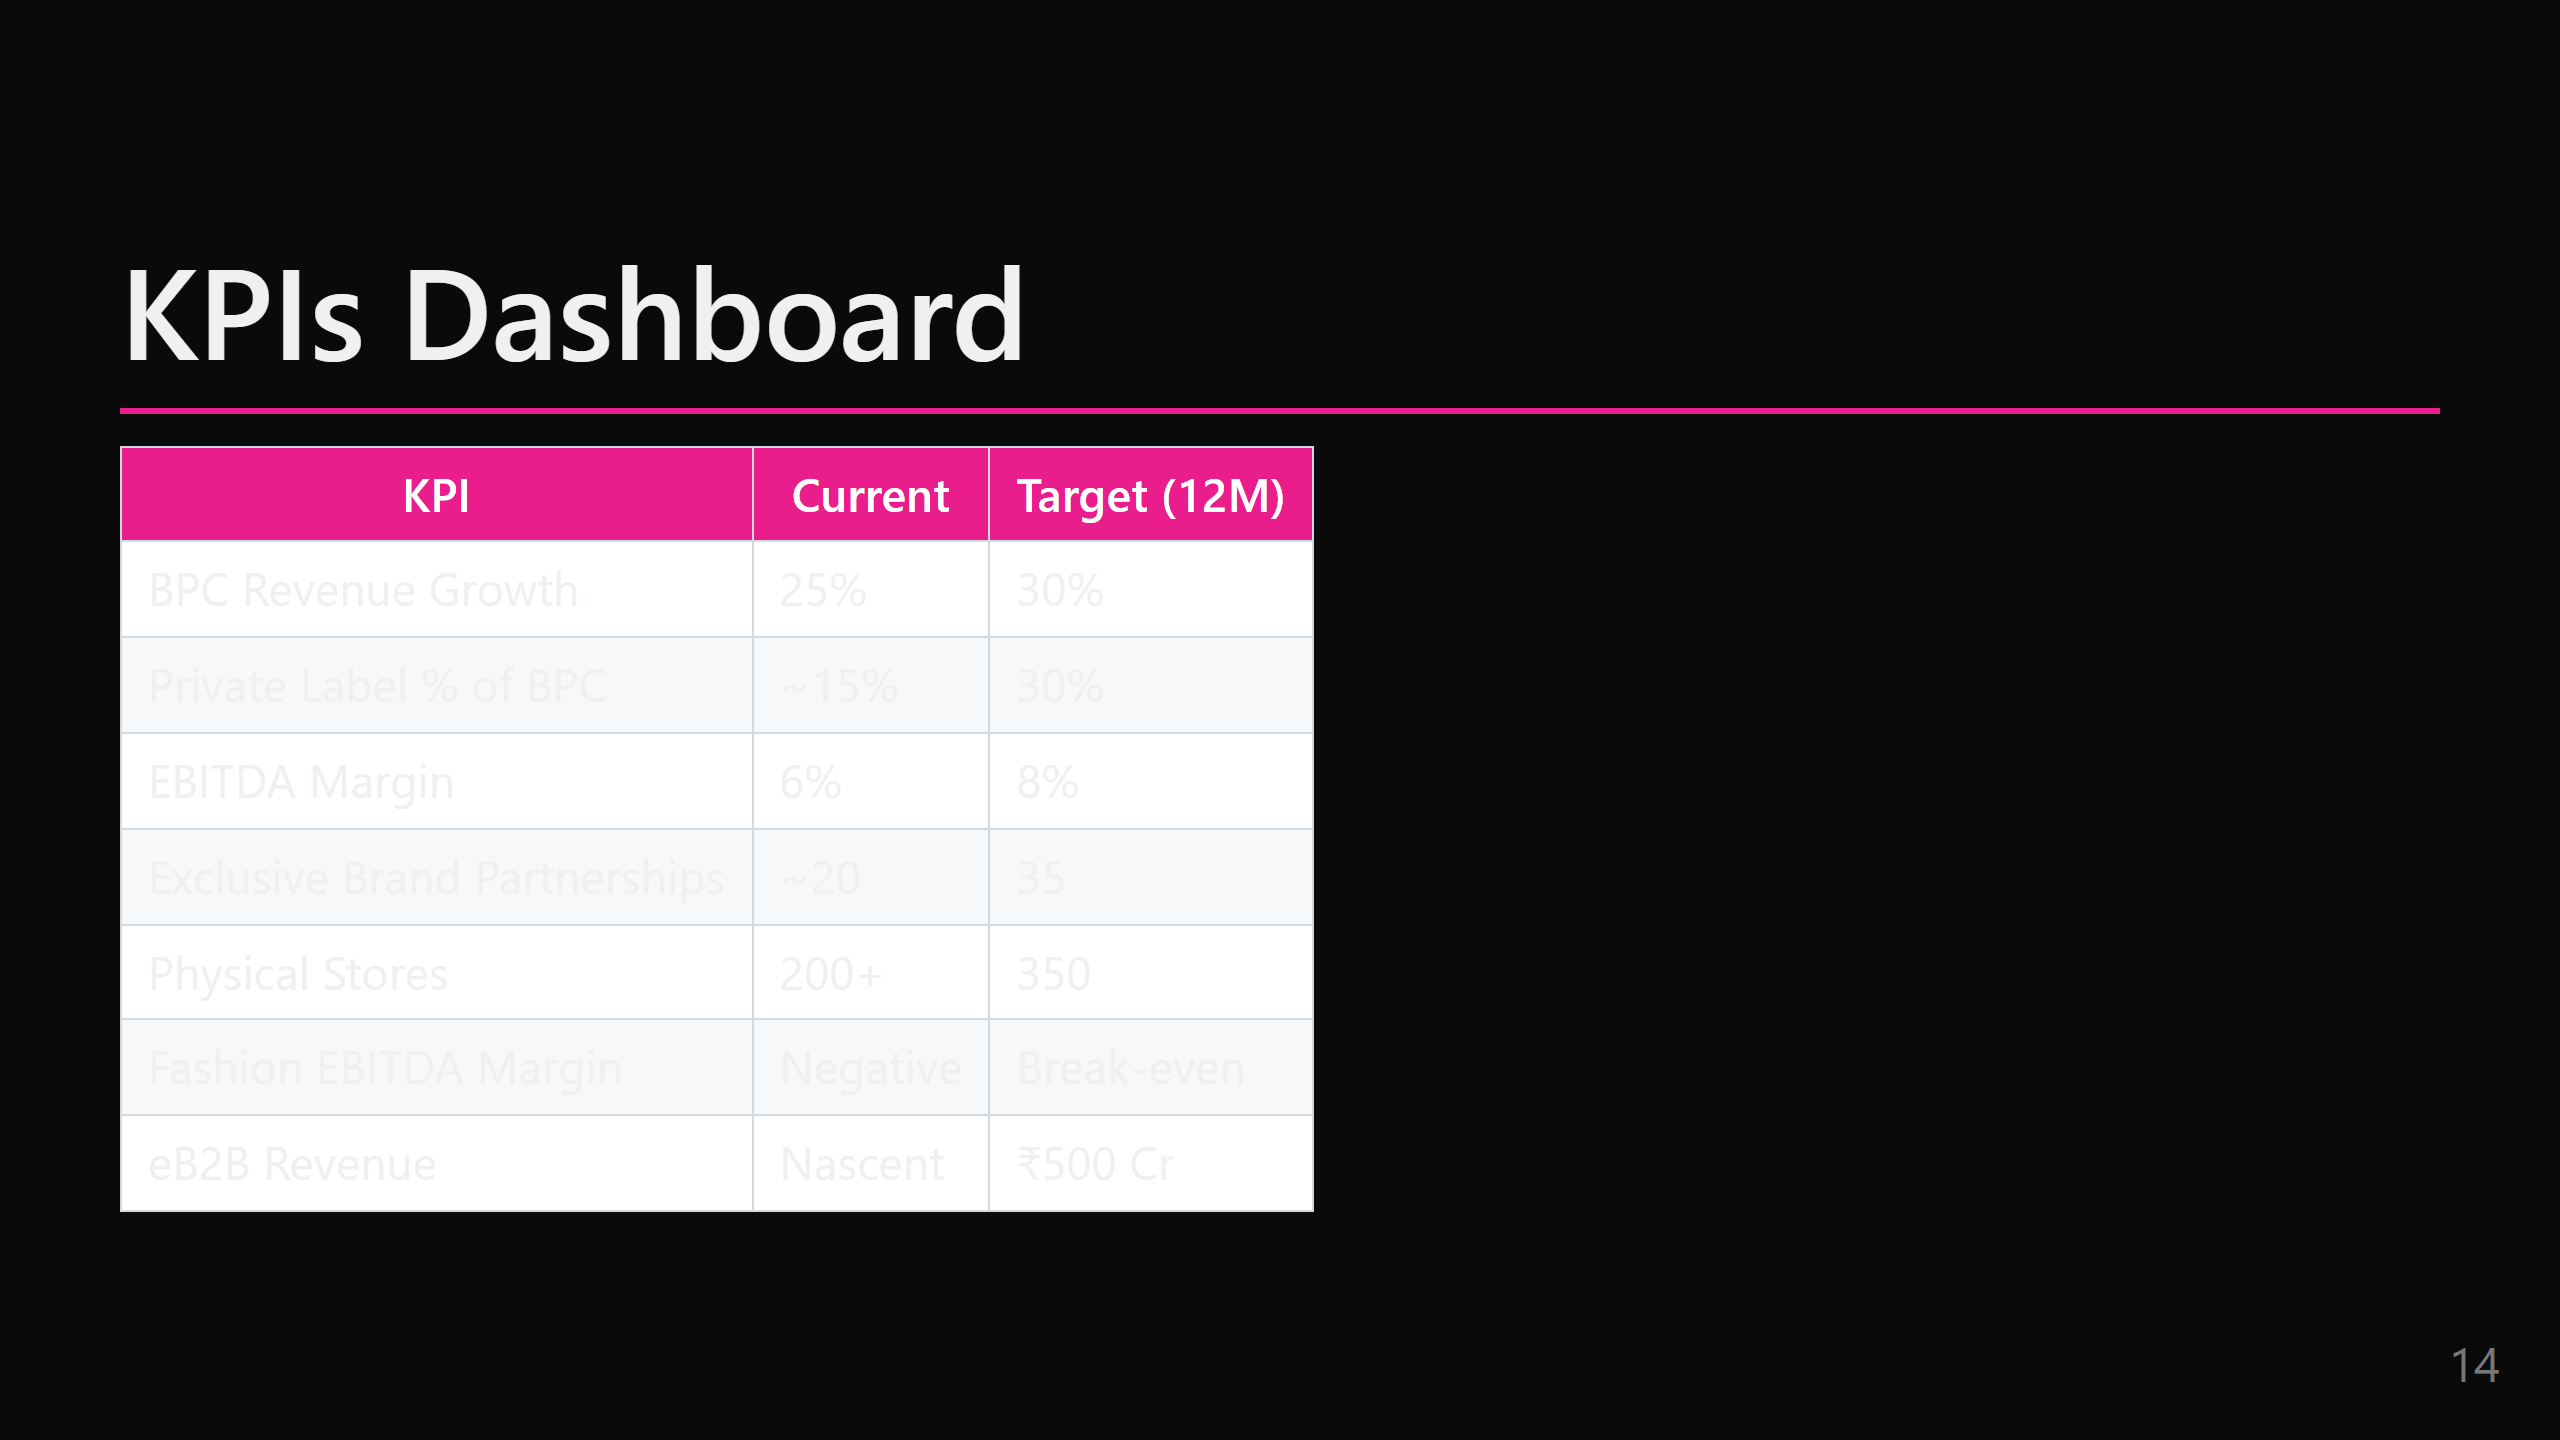 KPIs Dashboard
KPI Current Target (12M)
BPC Revenue Growth 25% 30%
Private Label % of BPC ~15% 30%
EBITDA Margin 6% 8%
Exclusive Brand Partnerships ~20 35
Physical Stores 200+ 350
Fashion EBITDA Margin Negative Break-even
eB2B Revenue Nascent ₹500 Cr
14